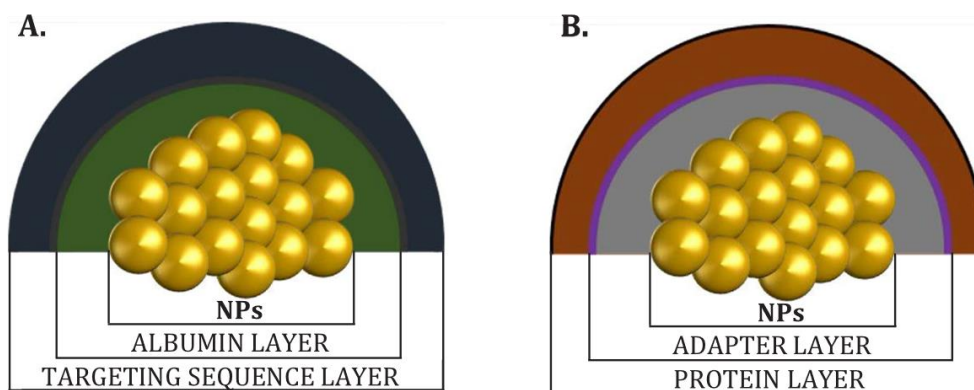 A.
NPs
ALBUMIN LAYER
TARGETING SEQUENCE LAYER
B.
NPs
ADAPTER LAYER
PROTEIN LAYER